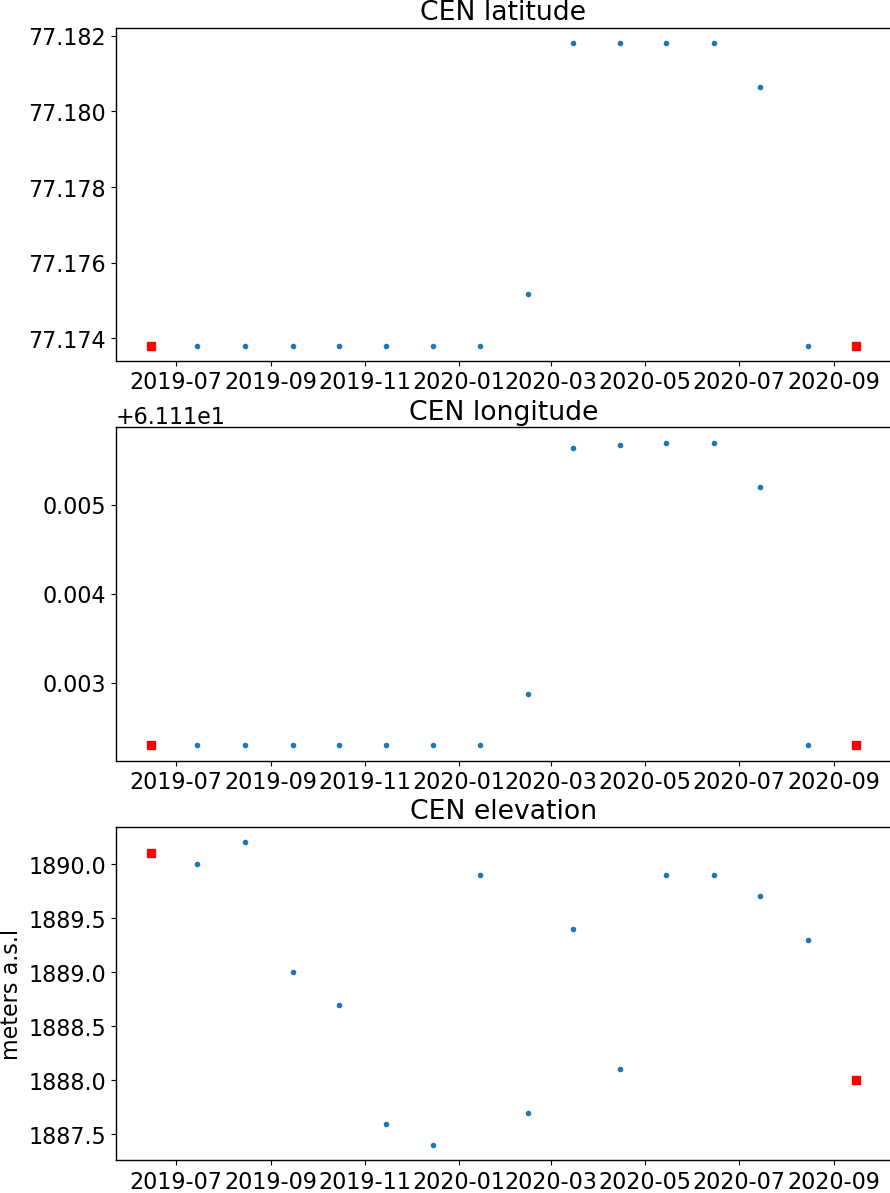 CEN latitude
77.182
77.180
77.178
77.176
77.174
2019-07 2019-09 2019-11 2020-01 2020-03 2020-05 2020-07 2020-09
+6.111e1 CEN longitude
0.005
0.004
0.003
2019-07 2019-09 2019-11 2020-01 2020-03 2020-05 2020-07 2020-09
CEN elevation
meters a.s.l
1890.0
1889.5
1889.0
1888.5
1888.0
1887.5
2019-07 2019-09 2019-11 2020-01 2020-03 2020-05 2020-07 2020-09